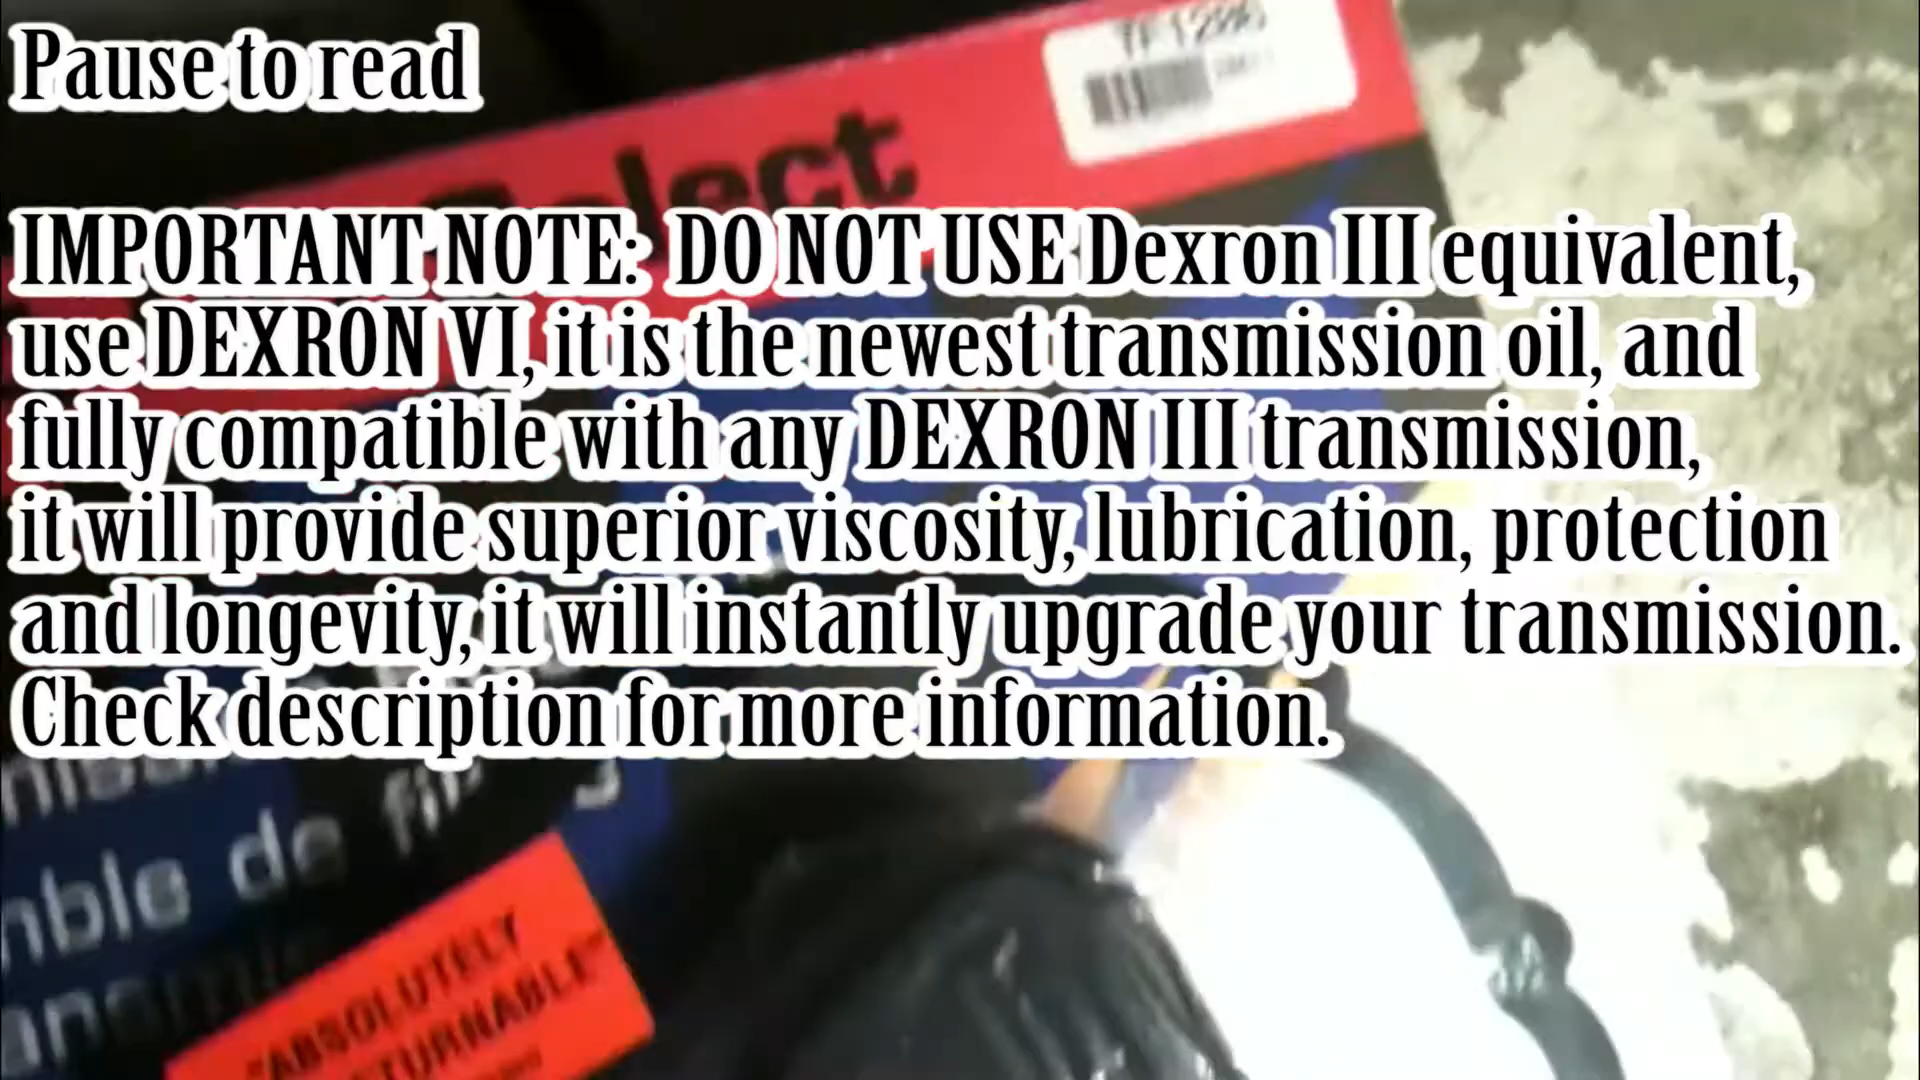 Pause to read
IMPORTANT NOTE: DO NOT USE Dexron III equivalent,
use DEXRON VI, it is the newest transmission oil, and
fully compatible with any DEXRON III transmission,
it will provide superior viscosity, lubrication, protection
and longevity, it will instantly upgrade your transmission.
Check description for more information.
de
"ABSOLUTELY